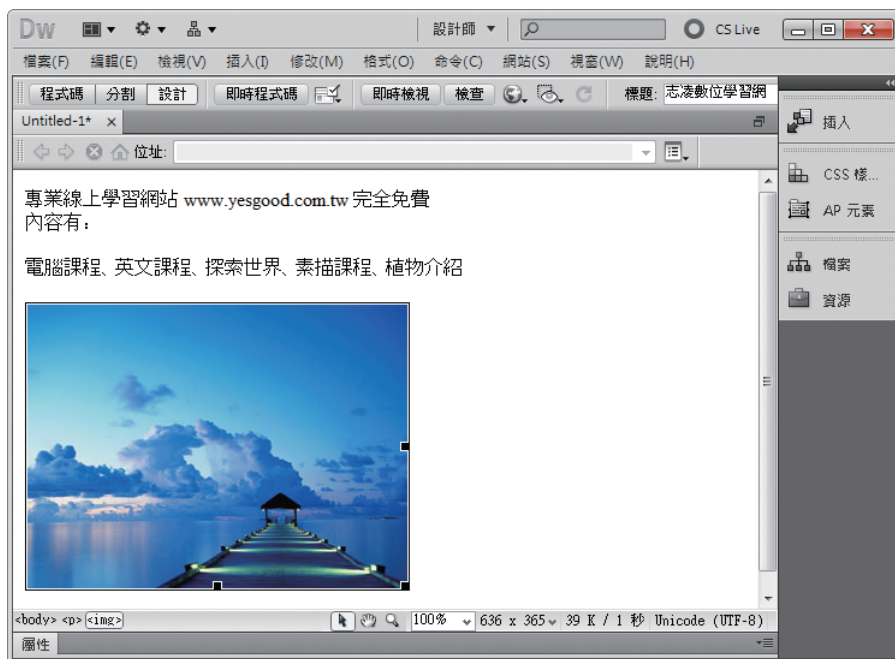 Dw 設計師 CS Live
檔案(F) 編輯(E) 檢視(V) 插入(I) 修改(M) 格式(O) 命令(C) 網站(S) 視窗(W) 說明(H)
程式碼 分割 設計 即時程式碼 即時檢視 檢查 標題: 志凌數位學習網
Untitled-1* x
位址:
專業線上學習網站 www.yesgood.com.tw 完全免費
內容有：
電腦課程、英文課程、探索世界、素描課程、植物介紹
<body> <p> <img> 100% 636 x 365 39 K / 1 秒 Unicode (UTF-8)
屬性
插入
CSS 樣...
AP 元素
檔案
資源